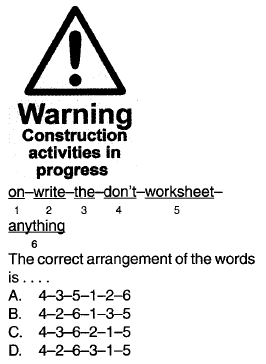 Warning
Construction
activities in
progress
on–write–the–don't–worksheet–
1 2 3 4 5
anything
6
The correct arrangement of the words
is . . . .
A. 4–3–5–1–2–6
B. 4–2–6–1–3–5
C. 4–3–6–2–1–5
D. 4–2–6–3–1–5